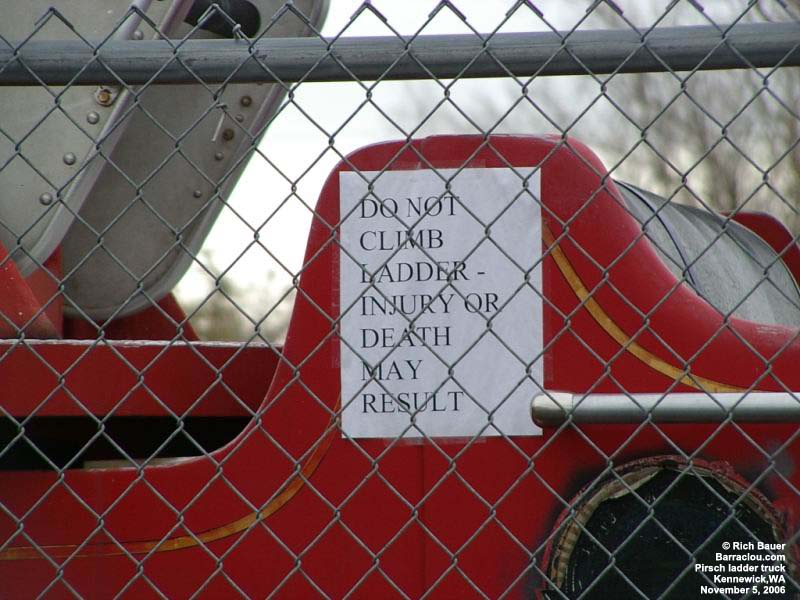 DO NOT
CLIMB
LADDER -
INJURY OR
DEATH
MAY
RESULT
© Rich Bauer
Barraclou.com
Pirsch ladder truck
Kennewick,WA
November 5, 2006